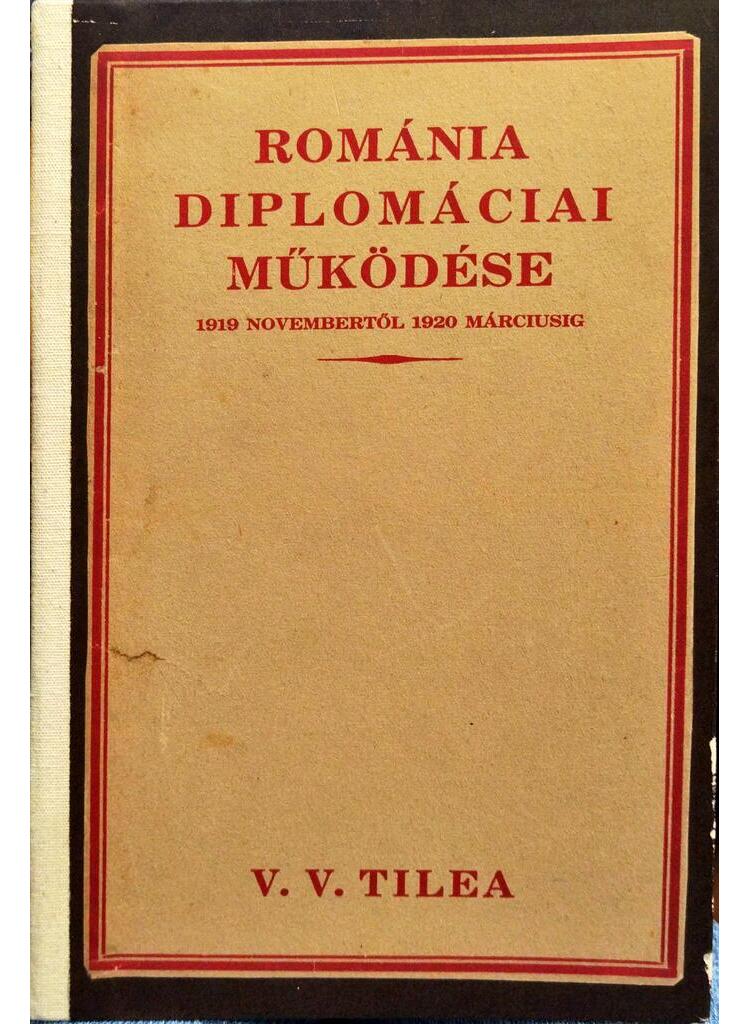 ROMÁNIA
DIPLOMÁCIAI
MŰKÖDÉSE
1919 NOVEMBERTŐL 1920 MÁRCIUSIG
V. V. TILEA